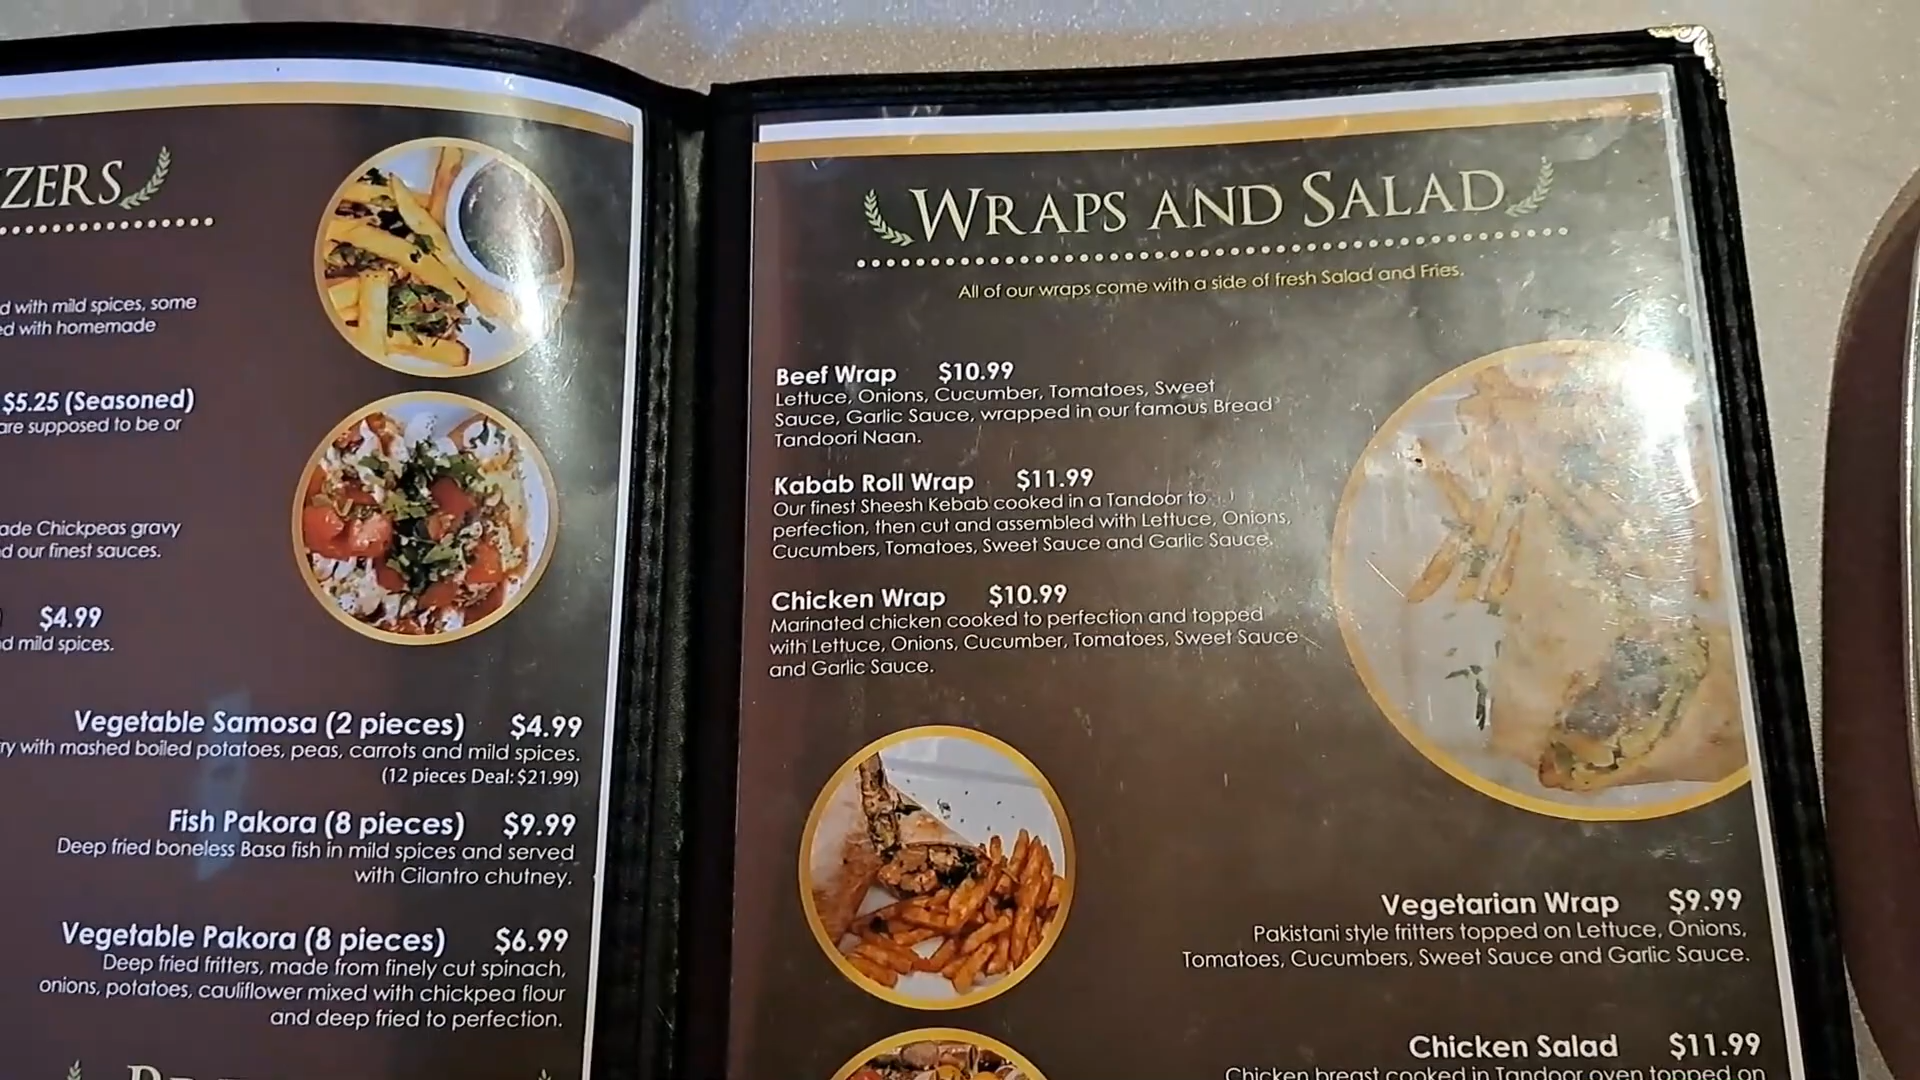 ZERS
d with mild spices, some
ed with homemade
$5.25 (Seasoned)
are supposed to be or
ade Chickpeas gravy
d our finest sauces.
$4.99
d mild spices.
Vegetable Samosa (2 pieces) $4.99
ry with mashed boiled potatoes, peas, carrots and mild spices.
(12 pieces Deal: $21.99)
Fish Pakora (8 pieces) $9.99
Deep fried boneless Basa fish in mild spices and served
with Cilantro chutney.
Vegetable Pakora (8 pieces) $6.99
Deep fried fritters, made from finely cut spinach,
onions, potatoes, cauliflower mixed with chickpea flour
and deep fried to perfection.
WRAPS AND SALAD
All of our wraps come with a side of fresh Salad and Fries.
Beef Wrap $10.99
Lettuce, Onions, Cucumber, Tomatoes, Sweet
Sauce, Garlic Sauce, wrapped in our famous Bread
Tandoori Naan.
Kabab Roll Wrap $11.99
Our finest Sheesh Kebab cooked in a Tandoor to
perfection, then cut and assembled with Lettuce, Onions,
Cucumbers, Tomatoes, Sweet Sauce and Garlic Sauce.
Chicken Wrap $10.99
Marinated chicken cooked to perfection and topped
with Lettuce, Onions, Cucumber, Tomatoes, Sweet Sauce
and Garlic Sauce.
Vegetarian Wrap $9.99
Pakistani style fritters topped on Lettuce, Onions,
Tomatoes, Cucumbers, Sweet Sauce and Garlic Sauce.
Chicken Salad $11.99
Chicken breast cooked in Tandoor oven topped on